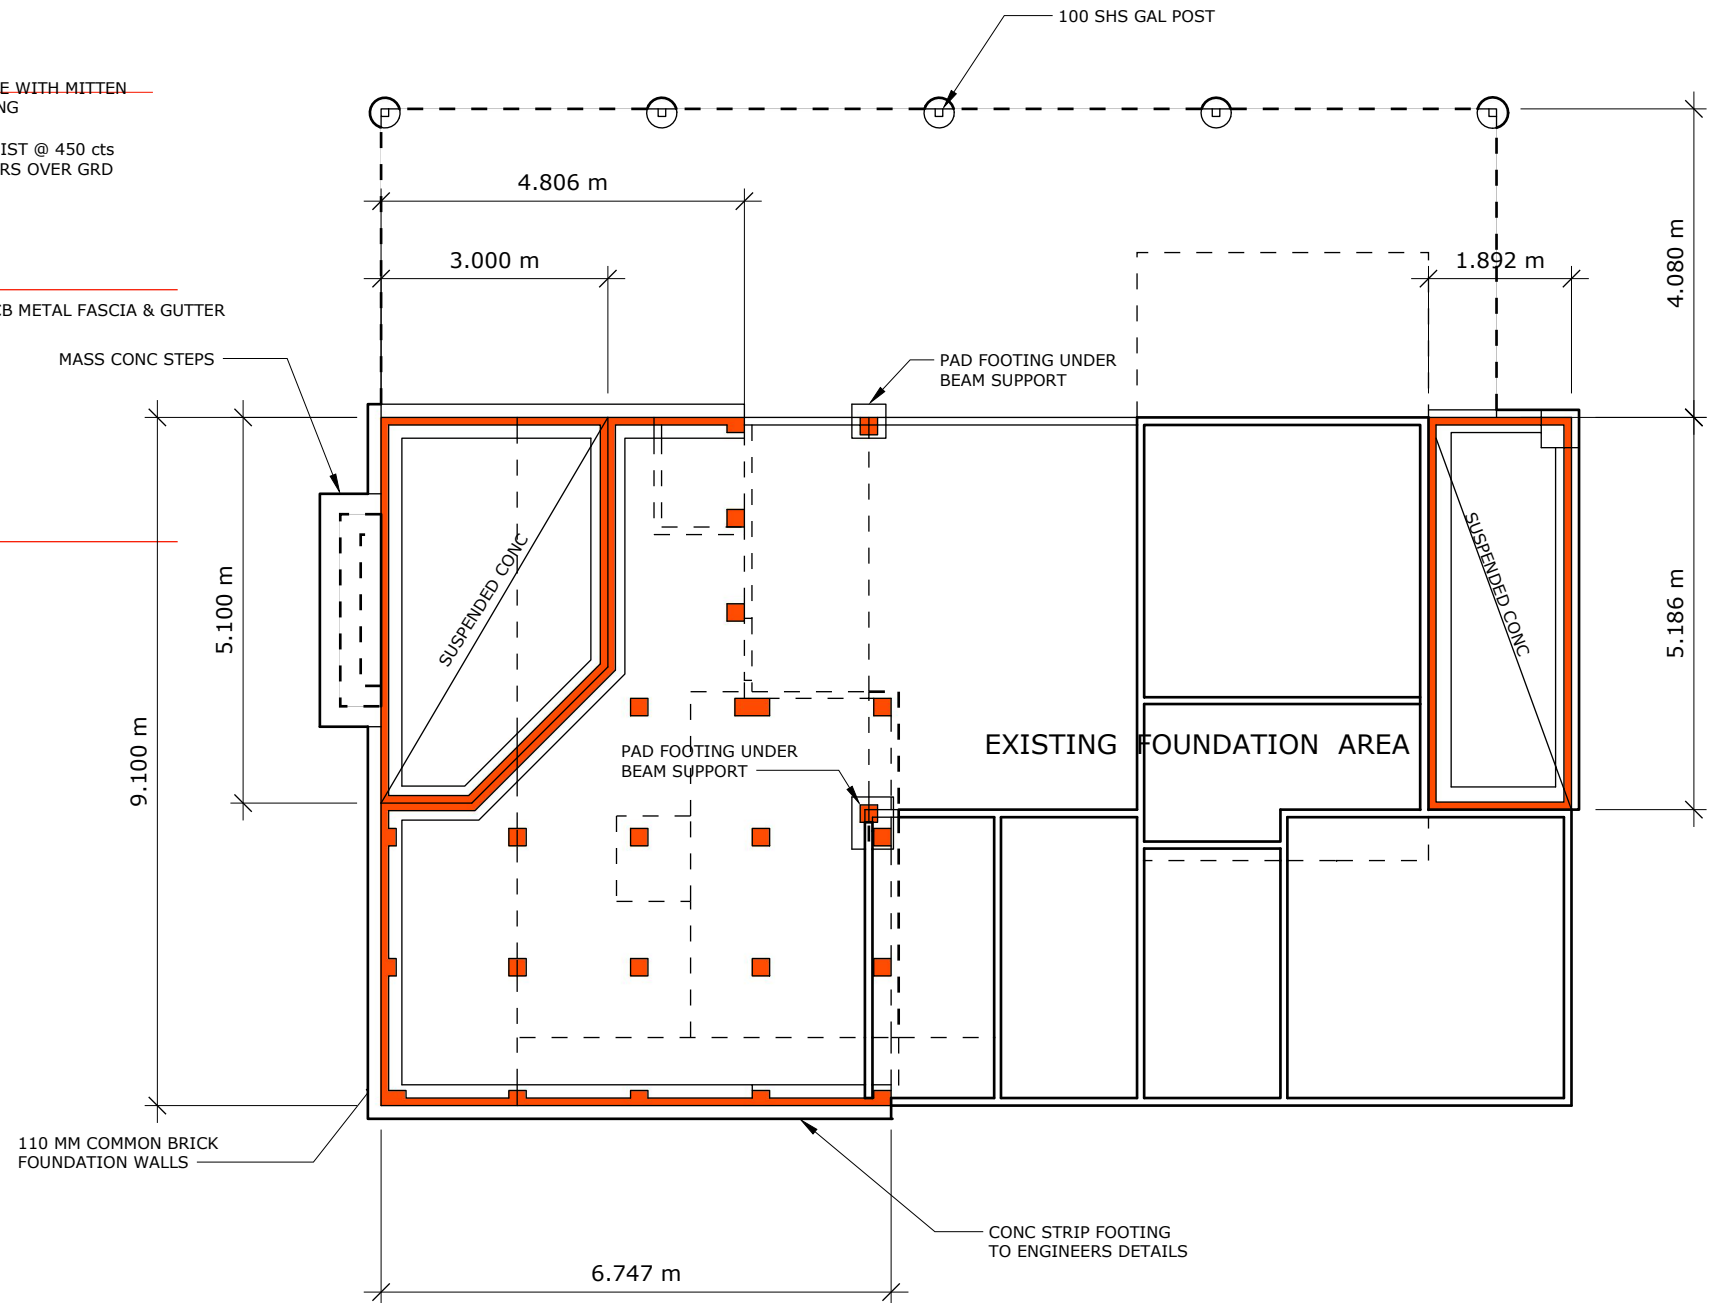 100 SHS GAL POST
E WITH MITTEN
NG
IST @ 450 cts
RS OVER GRD
4.806 m
3.000 m
1.892 m
4.080 m
CB METAL FASCIA & GUTTER
MASS CONC STEPS
PAD FOOTING UNDER
BEAM SUPPORT
SUSPENDED CONC
SUSPENDED CONC
5.100 m
5.186 m
9.100 m
PAD FOOTING UNDER
BEAM SUPPORT
EXISTING FOUNDATION AREA
110 MM COMMON BRICK
FOUNDATION WALLS
CONC STRIP FOOTING
TO ENGINEERS DETAILS
6.747 m